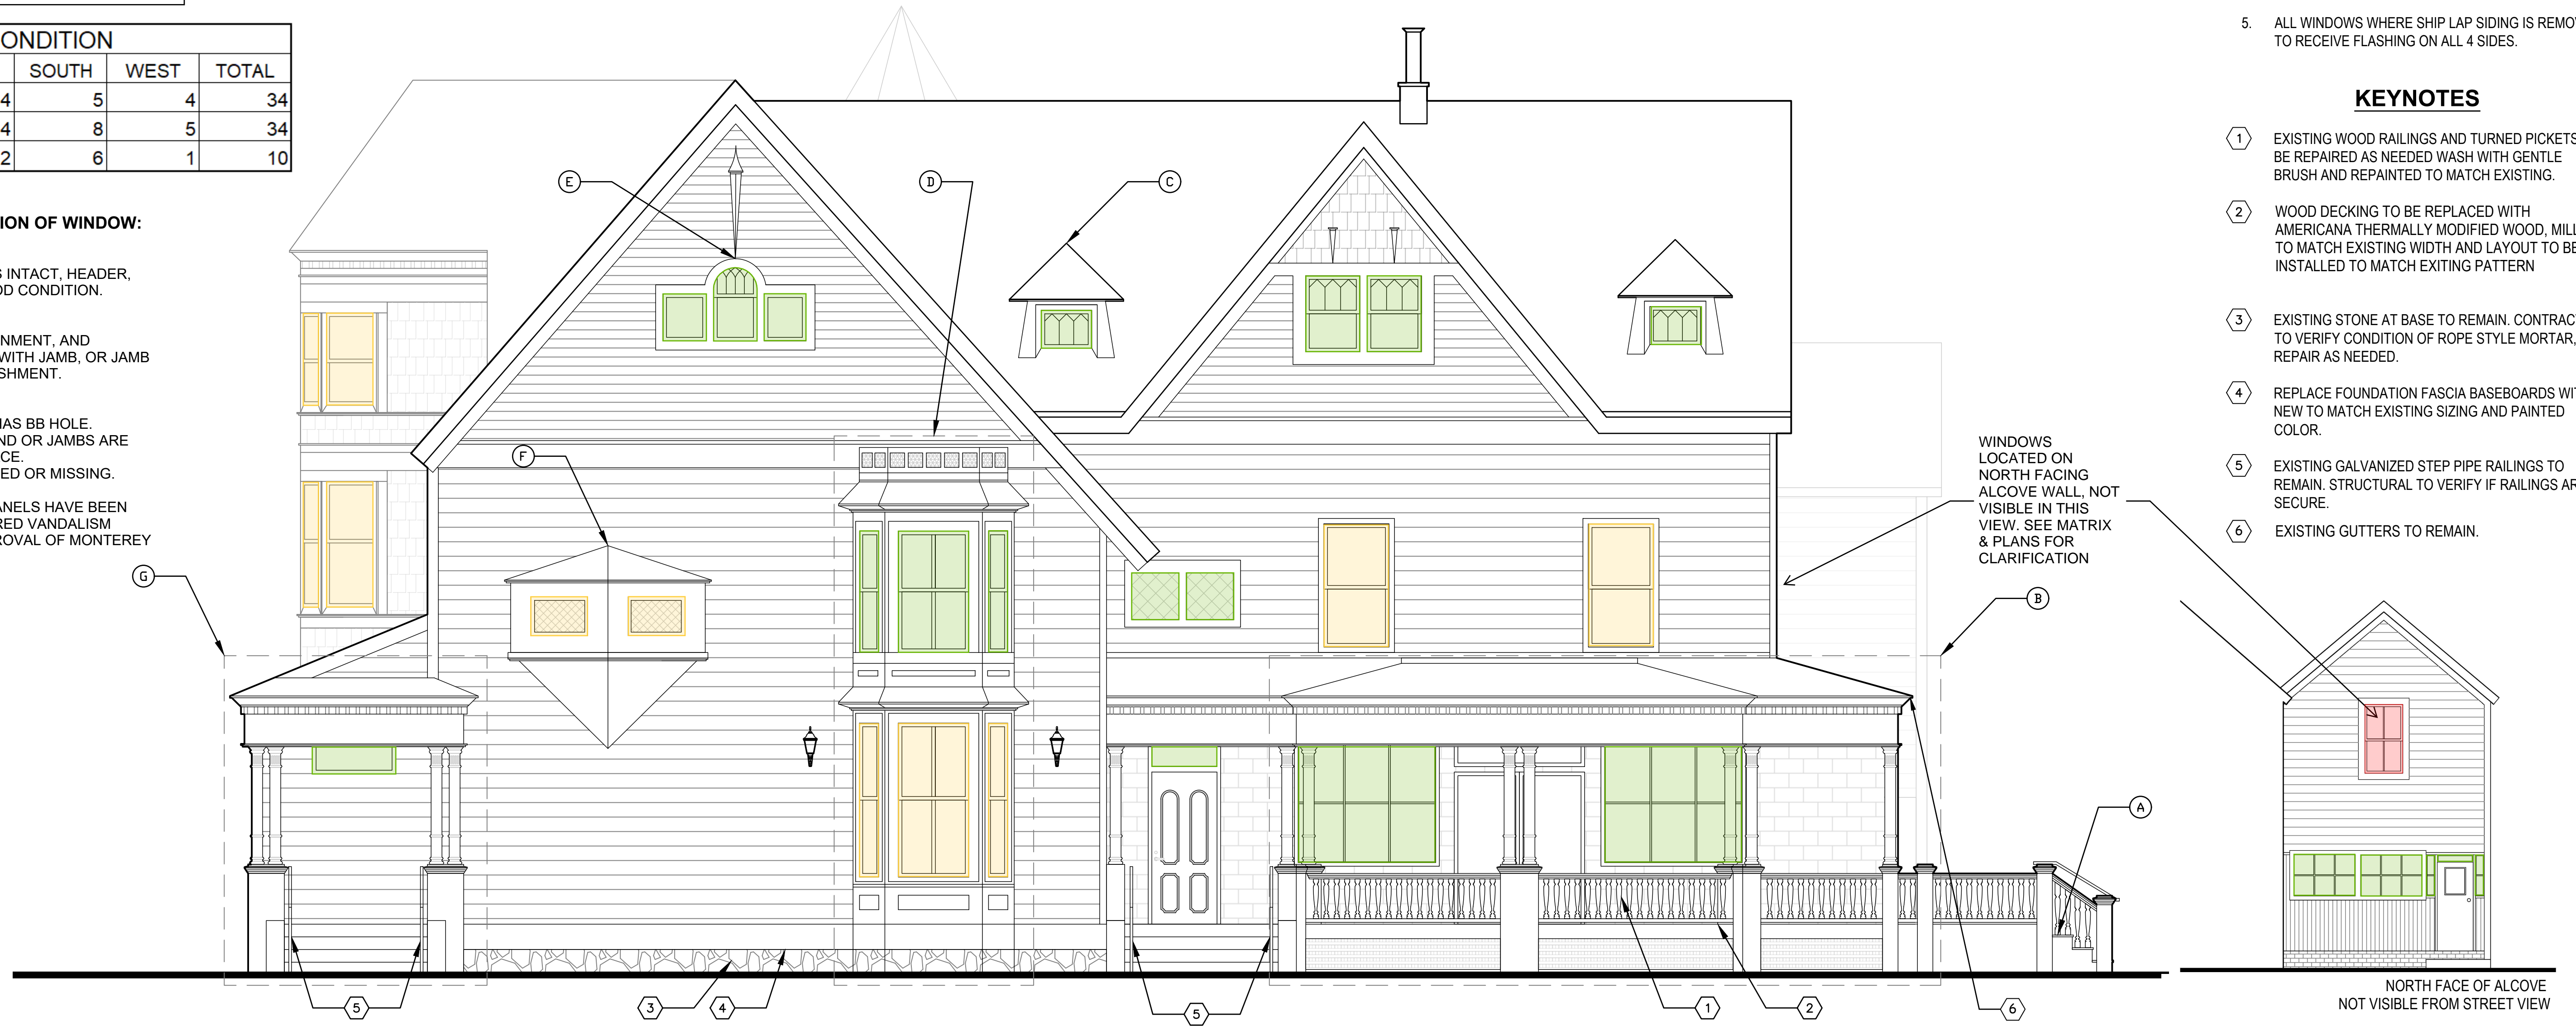 ONDITION
SOUTH WEST TOTAL
4 5 4 34
4 8 5 34
2 6 1 10
ION OF WINDOW:
S INTACT, HEADER,
OD CONDITION.
NMENT, AND
WITH JAMB, OR JAMB
SHMENT.
HAS BB HOLE.
ND OR JAMBS ARE
CE.
ED OR MISSING.
ANELS HAVE BEEN
RED VANDALISM
ROVAL OF MONTEREY
G
E
D
C
F
WINDOWS
LOCATED ON
NORTH FACING
ALCOVE WALL, NOT
VISIBLE IN THIS
VIEW. SEE MATRIX
& PLANS FOR
CLARIFICATION
B
A
5
3
4
5
1
2
6
5. ALL WINDOWS WHERE SHIP LAP SIDING IS REMO
TO RECEIVE FLASHING ON ALL 4 SIDES.
KEYNOTES
1 EXISTING WOOD RAILINGS AND TURNED PICKETS
BE REPAIRED AS NEEDED WASH WITH GENTLE
BRUSH AND REPAINTED TO MATCH EXISTING.
2 WOOD DECKING TO BE REPLACED WITH
AMERICANA THERMALLY MODIFIED WOOD, MILL
TO MATCH EXISTING WIDTH AND LAYOUT TO BE
INSTALLED TO MATCH EXITING PATTERN
3 EXISTING STONE AT BASE TO REMAIN. CONTRAC
TO VERIFY CONDITION OF ROPE STYLE MORTAR,
REPAIR AS NEEDED.
4 REPLACE FOUNDATION FASCIA BASEBOARDS WI
NEW TO MATCH EXISTING SIZING AND PAINTED
COLOR.
5 EXISTING GALVANIZED STEP PIPE RAILINGS TO
REMAIN. STRUCTURAL TO VERIFY IF RAILINGS AR
SECURE.
6 EXISTING GUTTERS TO REMAIN.
NORTH FACE OF ALCOVE
NOT VISIBLE FROM STREET VIEW